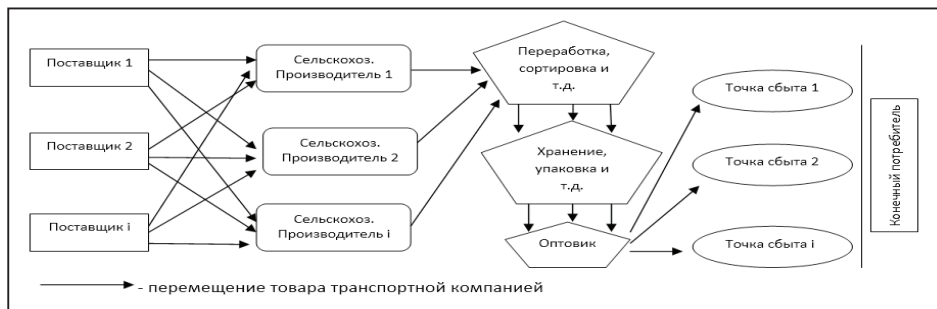 Поставщик 1
Поставщик 2
Поставщик i
Сельскохоз.
Производитель 1
Сельскохоз.
Производитель 2
Сельскохоз.
Производитель i
Переработка,
сортировка и
т.д.
Хранение,
упаковка и
т.д.
Оптовик
Точка сбыта 1
Точка сбыта 2
Точка сбыта i
Конечный потребитель
- перемещение товара транспортной компанией